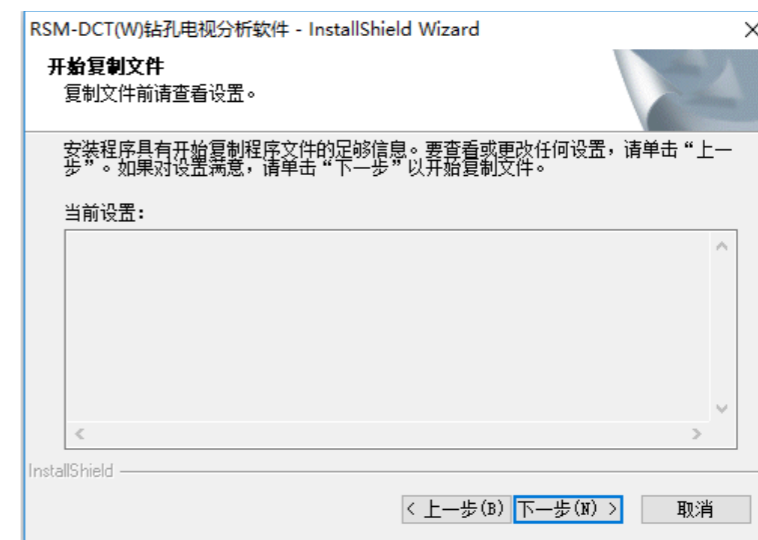 RSM-DCT(W)钻孔电视分析软件 - InstallShield Wizard
开始复制文件
复制文件前请查看设置。
安装程序具有开始复制程序文件的足够信息。要查看或更改任何设置，请单击“上一
步”。如果对设置满意，请单击“下一步”以开始复制文件。
当前设置：
InstallShield
< 上一步(B) 下一步(N) > 取消